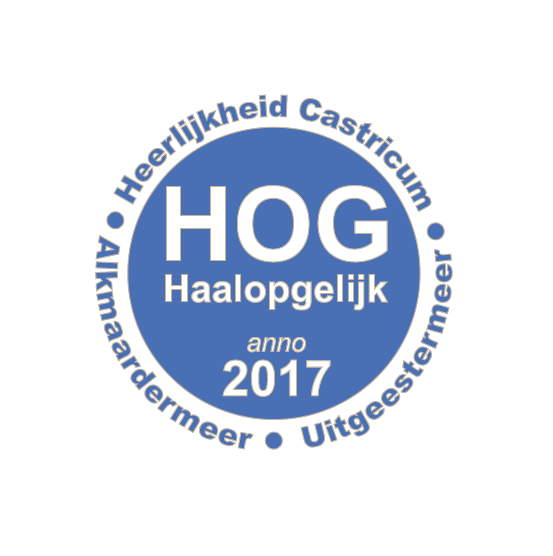 Heerlijkheid Castricum
HOG
Haalopgelijk
anno
2017
Alkmaardermeer • Uitgeestermeer